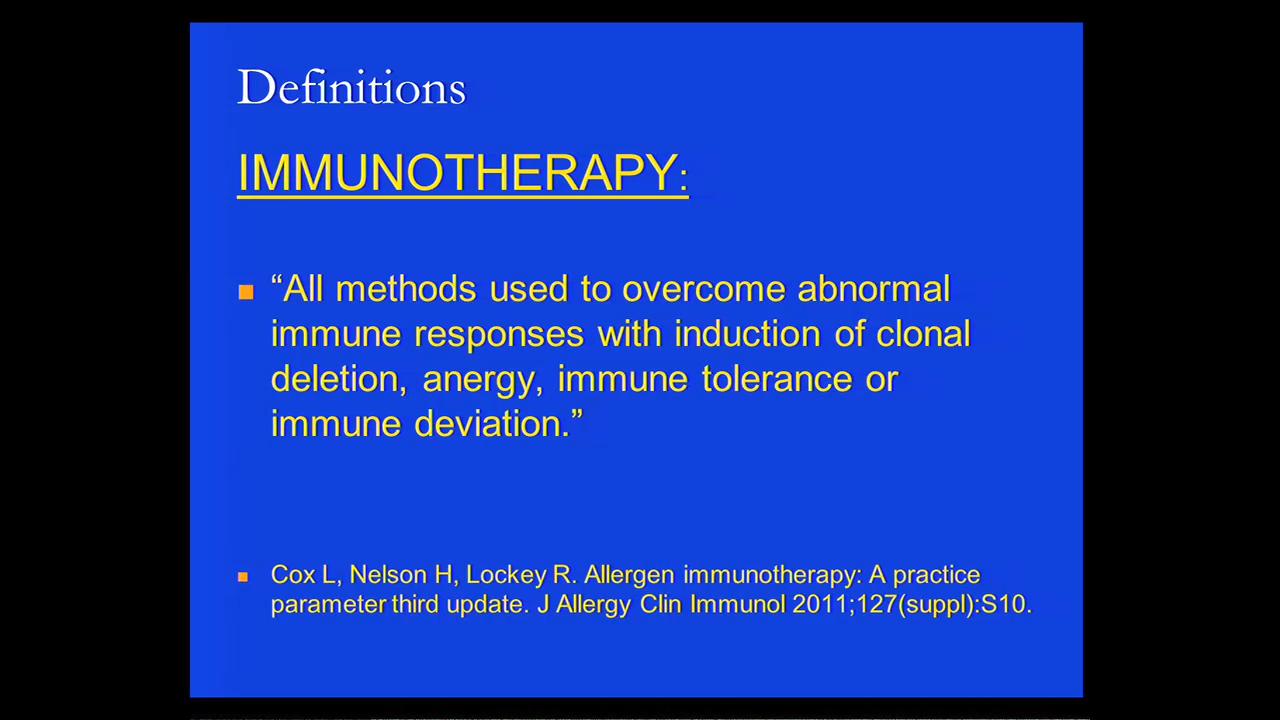 Definitions
IMMUNOTHERAPY:
“All methods used to overcome abnormal
immune responses with induction of clonal
deletion, anergy, immune tolerance or
immune deviation.”
Cox L, Nelson H, Lockey R. Allergen immunotherapy: A practice
parameter third update. J Allergy Clin Immunol 2011;127(suppl):S10.